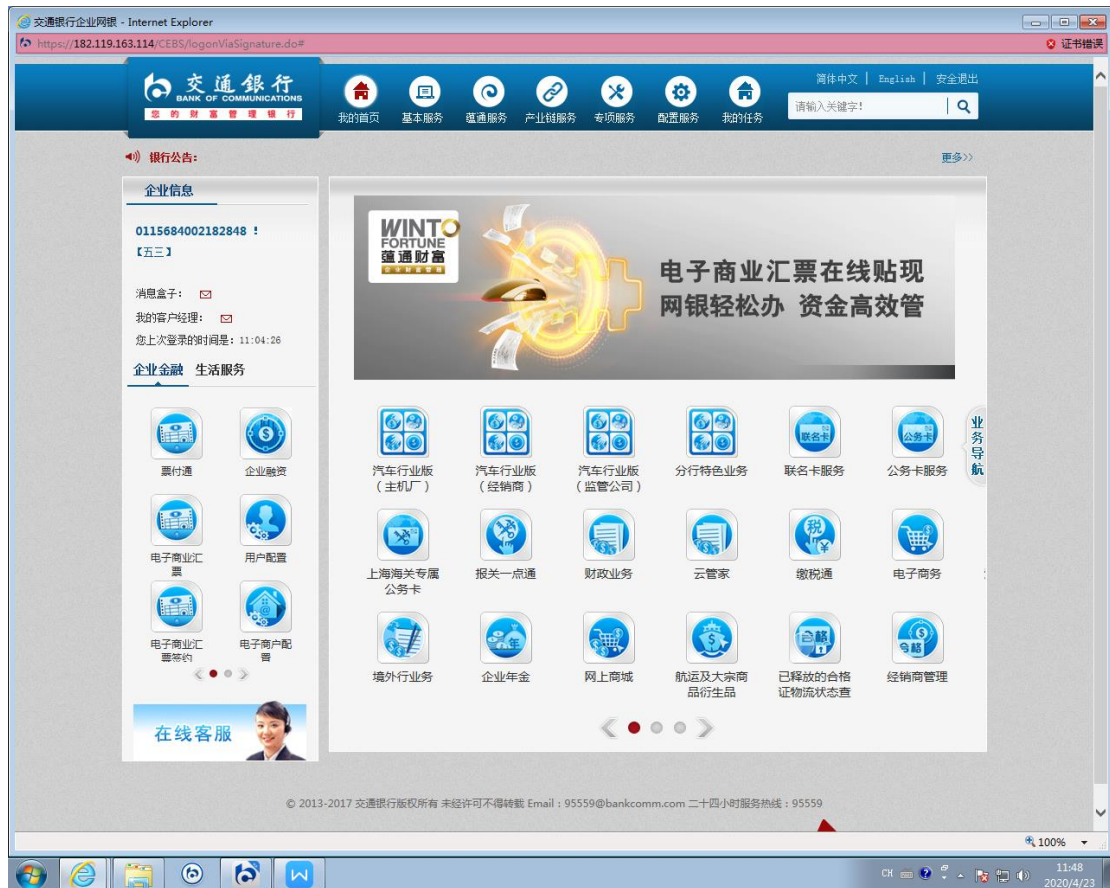 交通银行企业网银 - Internet Explorer
https://182.119.163.114/CEBS/logonViaSignature.do#
证书错误
交通銀行
BANK OF COMMUNICATIONS
您的财富管理银行
我的首页 基本服务 蕴通服务 产业链服务 专项服务 配置服务 我的任务
简体中文 | English | 安全退出
请输入关键字!
银行公告:
更多>>
企业信息
0115684002182848 !
【五三】
消息盒子:
我的客户经理:
您上次登录的时间是: 11:04:26
企业金融 生活服务
票付通 企业融资
电子商业汇
票
用户配置
电子商业汇
票签约
电子商户配
置
在线客服
WINTO
FORTUNE
蕴通财富
电子商业汇票在线贴现
网银轻松办 资金高效管
汽车行业版
(主机厂)
汽车行业版
(经销商)
汽车行业版
(监管公司)
分行特色业务
联名卡
联名卡服务
公务卡
公务卡服务
业务导航
上海海关专属
公务卡
报关一点通
财政业务
云管家
税
缴税通
电子商务
境外行业务
年
企业年金
网上商城
航运及大宗商
品衍生品
合格
已释放的合格
证物流状态查
合格
经销商管理
© 2013-2017 交通银行版权所有 未经许可不得转载 Email : 95559@bankcomm.com 二十四小时服务热线 : 95559
100%
CH
11:48
2020/4/23